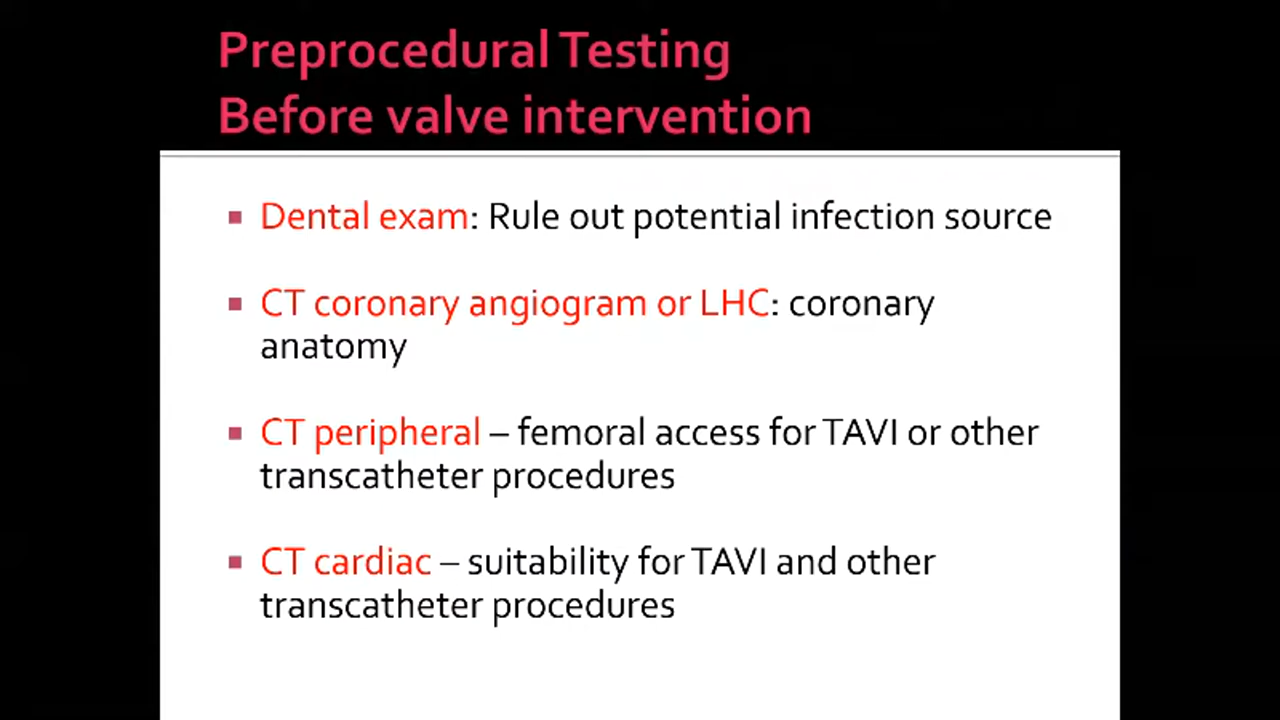 Preprocedural Testing
Before valve intervention
▪ Dental exam: Rule out potential infection source
▪ CT coronary angiogram or LHC: coronary
anatomy
▪ CT peripheral – femoral access for TAVI or other
transcatheter procedures
▪ CT cardiac – suitability for TAVI and other
transcatheter procedures